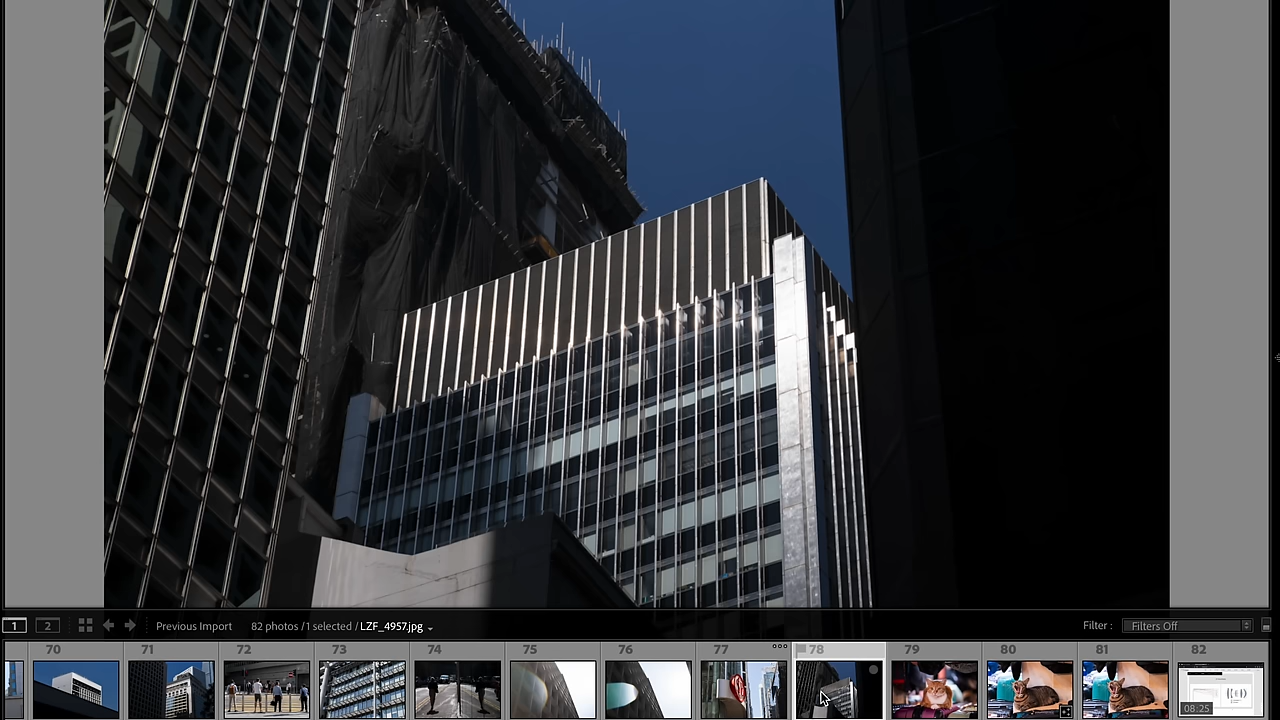 1 2 Previous Import 82 photos / 1 selected / LZF_4957.jpg Filter : Filters Off
70 71 72 73 74 75 76 77 78 79 80 81 82
08:25